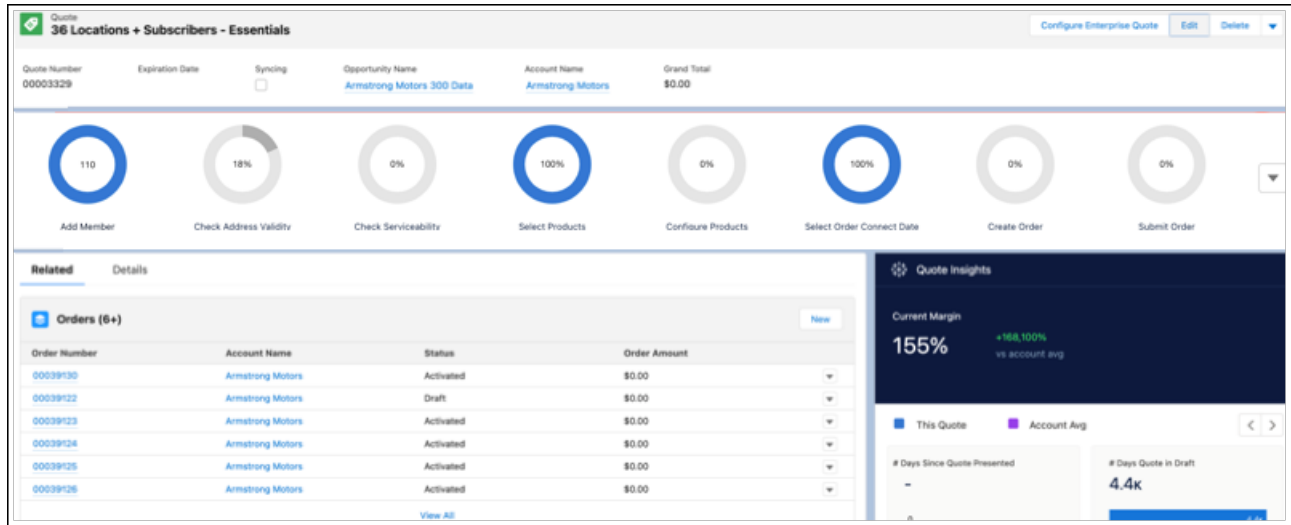 Quote
36 Locations + Subscribers - Essentials
Configure Enterprise Quote Edit Delete
Quote Number Expiration Date Syncing Opportunity Name Account Name Grand Total
00003329 Armstrong Motors 300 Data Armstrong Motors $0.00
110 18% 0% 100% 0% 100% 0% 0%
Add Member Check Address Validity Check Serviceability Select Products Configure Products Select Order Connect Date Create Order Submit Order
Related Details
Orders (6+) New
Order Number Account Name Status Order Amount
00039130 Armstrong Motors Activated $0.00
00039122 Armstrong Motors Draft $0.00
00039123 Armstrong Motors Activated $0.00
00039124 Armstrong Motors Activated $0.00
00039125 Armstrong Motors Activated $0.00
00039126 Armstrong Motors Activated $0.00
View All
Quote Insights
Current Margin
155% +168,100%
vs account avg
This Quote Account Avg
# Days Since Quote Presented # Days Quote in Draft
- 4.4K